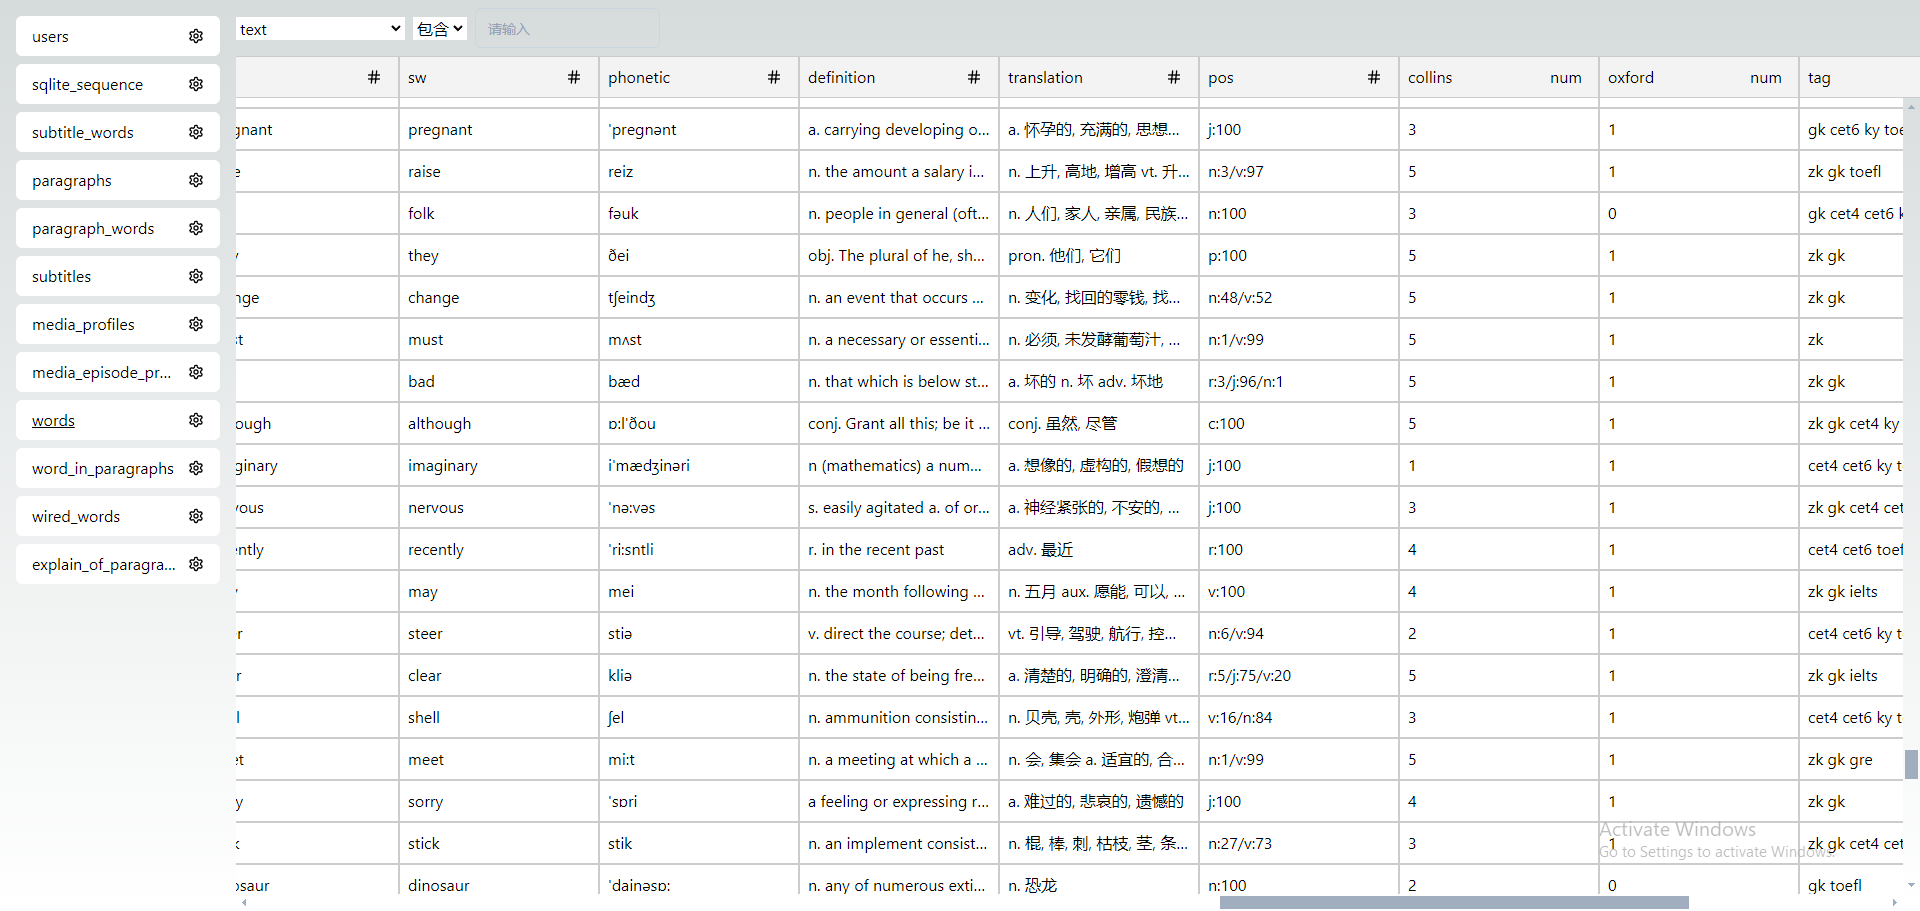 users
sqlite_sequence
subtitle_words
paragraphs
paragraph_words
subtitles
media_profiles
media_episode_pr...
words
word_in_paragraphs
wired_words
explain_of_paragra...
text 包含 请输入
# sw # phonetic # definition # translation # pos # collins num oxford num tag
gnant pregnant 'pregnənt a. carrying developing o... a. 怀孕的, 充满的, 思想... j:100 3 1 gk cet6 ky toe
e raise reiz n. the amount a salary i... n. 上升, 高地, 增高 vt. 升... n:3/v:97 5 1 zk gk toefl
folk fәuk n. people in general (oft... n. 人们, 家人, 亲属, 民族... n:100 3 0 gk cet4 cet6 k
y they ðei obj. The plural of he, sh... pron. 他们, 它们 p:100 5 1 zk gk
nge change tʃeindʒ n. an event that occurs ... n. 变化, 找回的零钱, 找... n:48/v:52 5 1 zk gk
st must mʌst n. a necessary or essenti... n. 必须, 未发酵葡萄汁, ... n:1/v:99 5 1 zk
bad bæd n. that which is below st... a. 坏的 n. 坏 adv. 坏地 r:3/j:96/n:1 5 1 zk gk
ough although ɒ:l'ðou conj. Grant all this; be it ... conj. 虽然, 尽管 c:100 5 1 zk gk cet4 ky
ginary imaginary i'mædʒinәri n (mathematics) a num... a. 想像的, 虚构的, 假想的 j:100 1 1 cet4 cet6 ky t
vous nervous 'nә:vәs s. easily agitated a. of or... a. 神经紧张的, 不安的, ... j:100 3 1 zk gk cet4 cet
ently recently 'ri:sntli r. in the recent past adv. 最近 r:100 4 1 cet4 cet6 toef
y may mei n. the month following ... n. 五月 aux. 愿能, 可以, ... v:100 4 1 zk gk ielts
r steer stiә v. direct the course; det... vt. 引导, 驾驶, 航行, 控... n:6/v:94 2 1 cet4 cet6 ky t
r clear kliә n. the state of being fre... a. 清楚的, 明确的, 澄清... r:5/j:75/v:20 5 1 zk gk ielts
l shell ʃel n. ammunition consistin... n. 贝壳, 壳, 外形, 炮弹 vt... v:16/n:84 3 1 cet4 cet6 ky t
et meet mi:t n. a meeting at which a ... n. 会, 集会 a. 适宜的, 合... n:1/v:99 5 1 zk gk gre
y sorry 'sɒri a feeling or expressing r... a. 难过的, 悲哀的, 遗憾的 j:100 4 1 zk gk
k stick stik n. an implement consist... n. 棍, 棒, 刺, 枯枝, 茎, 条... n:27/v:73 3 1 zk gk cet4 cet
osaur dinosaur 'dainәsɒ: n. any of numerous exti... n. 恐龙 n:100 2 0 gk toefl
Activate Windows
Go to Settings to activate Windows.